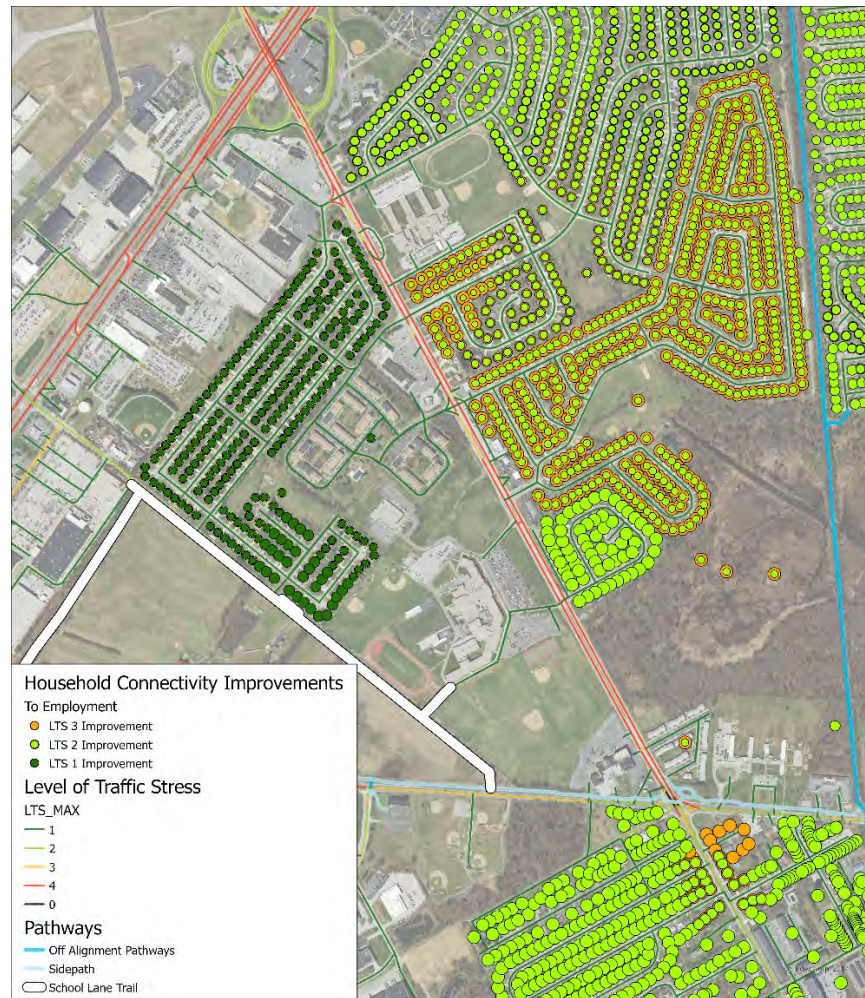 Household Connectivity Improvements
To Employment
LTS 3 Improvement
LTS 2 Improvement
LTS 1 Improvement
Level of Traffic Stress
LTS_MAX
1
2
3
4
0
Pathways
Off Alignment Pathways
Sidepath
School Lane Trail